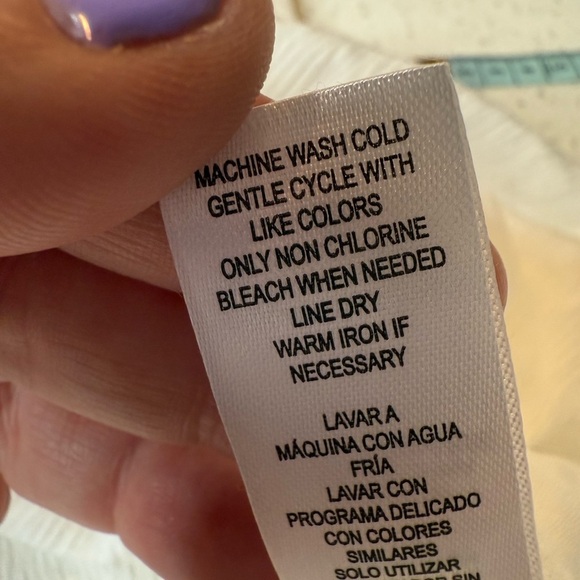 MACHINE WASH COLD
GENTLE CYCLE WITH
LIKE COLORS
ONLY NON CHLORINE
BLEACH WHEN NEEDED
LINE DRY
WARM IRON IF
NECESSARY
LAVAR A
MÁQUINA CON AGUA
FRÍA
LAVAR CON
PROGRAMA DELICADO
CON COLORES
SIMILARES
SOLO UTILIZAR
SIN